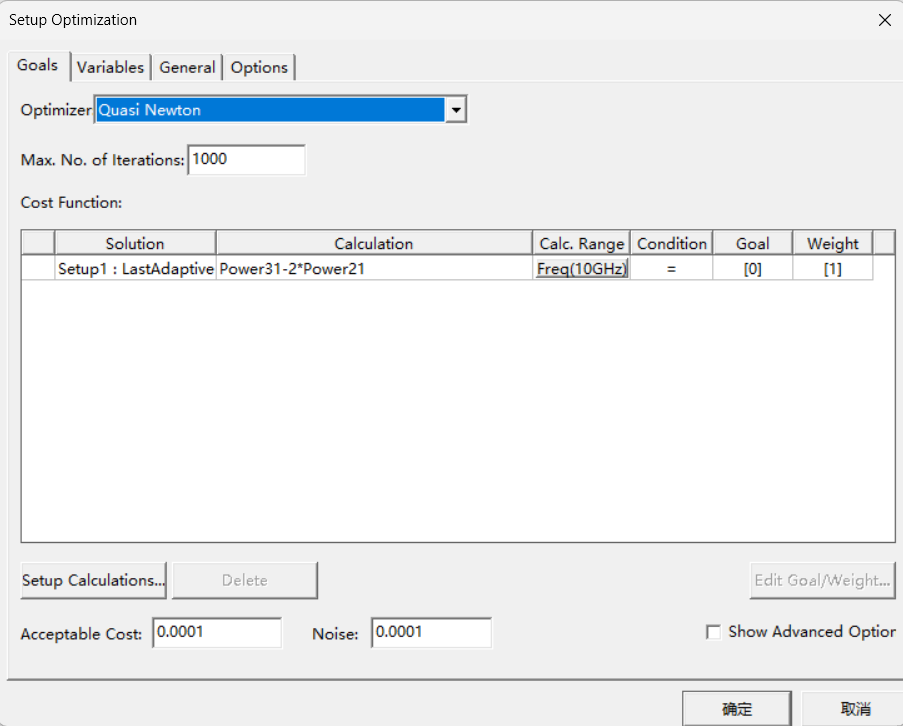 Setup Optimization
Goals Variables General Options
Optimizer Quasi Newton
Max. No. of Iterations: 1000
Cost Function:
Solution Calculation Calc. Range Condition Goal Weight
Setup1 : LastAdaptive Power31-2*Power21 Freq(10GHz) = [0] [1]
Setup Calculations... Delete Edit Goal/Weight...
Acceptable Cost: 0.0001 Noise: 0.0001 Show Advanced Option
确定 取消